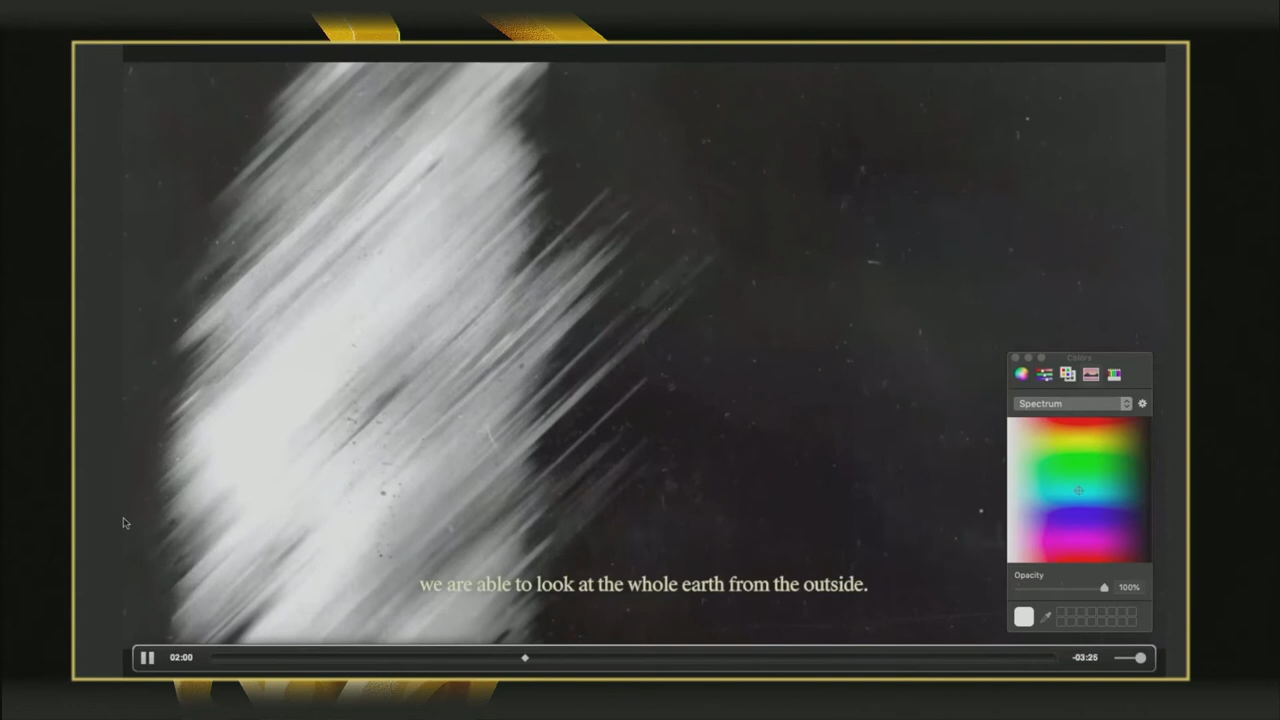 Colors
Spectrum
Opacity
100%
we are able to look at the whole earth from the outside.
02:00
-03:25